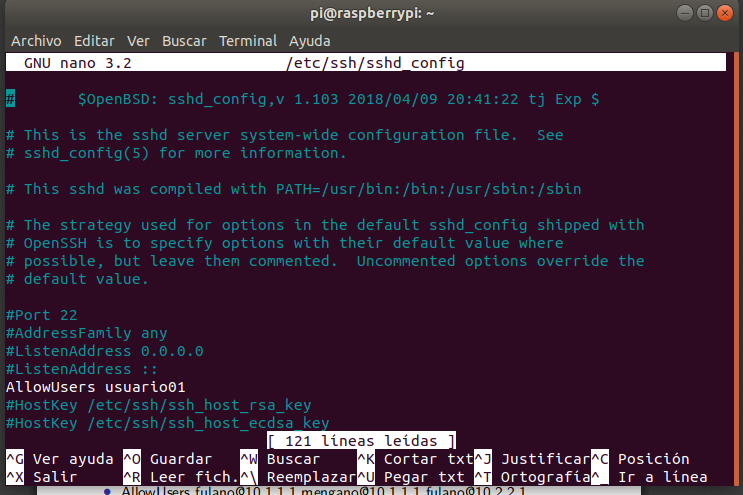 pi@raspberrypi: ~
Archivo Editar Ver Buscar Terminal Ayuda
GNU nano 3.2 /etc/ssh/sshd_config
# $OpenBSD: sshd_config,v 1.103 2018/04/09 20:41:22 tj Exp $
# This is the sshd server system-wide configuration file. See
# sshd_config(5) for more information.
# This sshd was compiled with PATH=/usr/bin:/bin:/usr/sbin:/sbin
# The strategy used for options in the default sshd_config shipped with
# OpenSSH is to specify options with their default value where
# possible, but leave them commented. Uncommented options override the
# default value.
#Port 22
#AddressFamily any
#ListenAddress 0.0.0.0
#ListenAddress ::
AllowUsers usuario01
#HostKey /etc/ssh/ssh_host_rsa_key
#HostKey /etc/ssh/ssh_host_ecdsa_key
[ 121 líneas leídas ]
^G Ver ayuda ^O Guardar ^W Buscar ^K Cortar txt ^J Justificar ^C Posición
^X Salir ^R Leer fich. ^\ Reemplazar ^U Pegar txt ^T Ortografía ^_ Ir a línea
• AllowUsers fulano@10.1.1.1 mengano@10.1.1.1 fulano@10.2.2.1